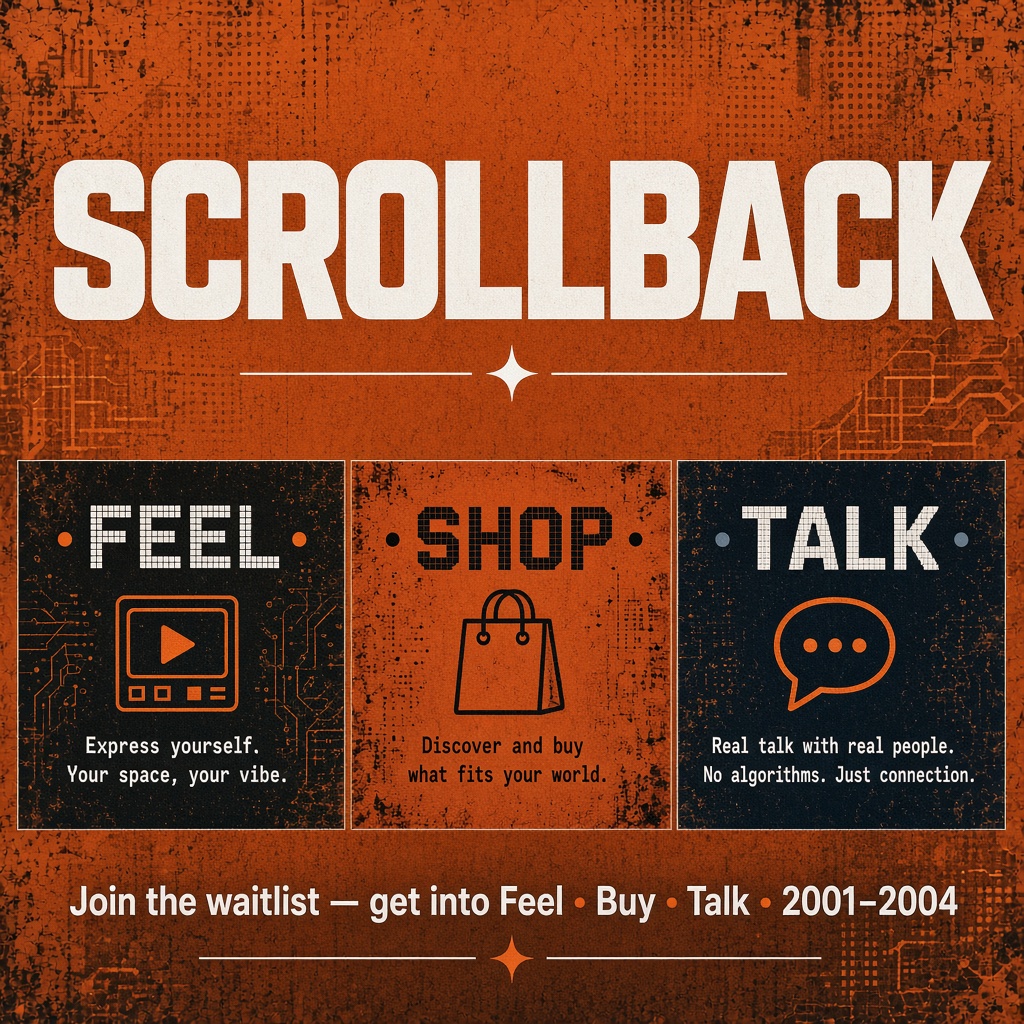 SCROLLBACK
• FEEL •
Express yourself.
Your space, your vibe.
• SHOP •
Discover and buy
what fits your world.
• TALK •
Real talk with real people.
No algorithms. Just connection.
Join the waitlist — get into Feel • Buy • Talk • 2001–2004